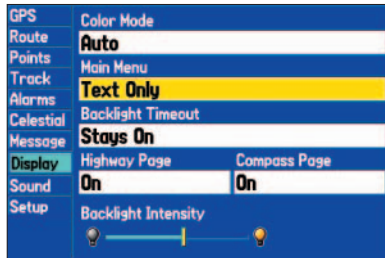 GPS
Route
Points
Track
Alarms
Celestial
Message
Display
Sound
Setup
Color Mode
Auto
Main Menu
Text Only
Backlight Timeout
Stays On
Highway Page
On
Compass Page
On
Backlight Intensity